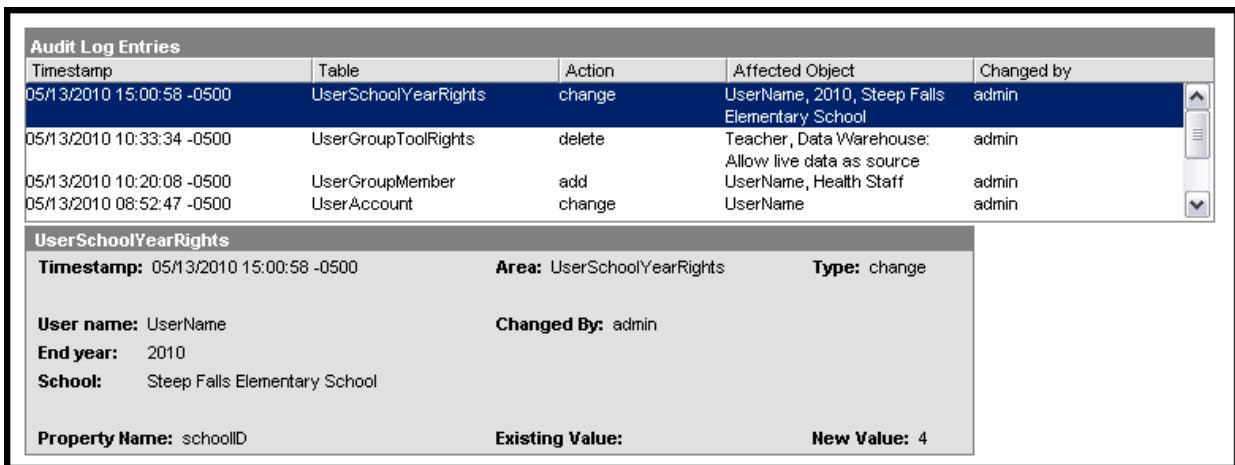 Audit Log Entries
Timestamp Table Action Affected Object Changed by
05/13/2010 15:00:58 -0500 UserSchoolYearRights change UserName, 2010, Steep Falls admin
Elementary School
05/13/2010 10:33:34 -0500 UserGroupToolRights delete Teacher, Data Warehouse: admin
Allow live data as source
05/13/2010 10:20:08 -0500 UserGroupMember add UserName, Health Staff admin
05/13/2010 08:52:47 -0500 UserAccount change UserName admin
UserSchoolYearRights
Timestamp: 05/13/2010 15:00:58 -0500 Area: UserSchoolYearRights Type: change
User name: UserName Changed By: admin
End year: 2010
School: Steep Falls Elementary School
Property Name: schoolID Existing Value: New Value: 4